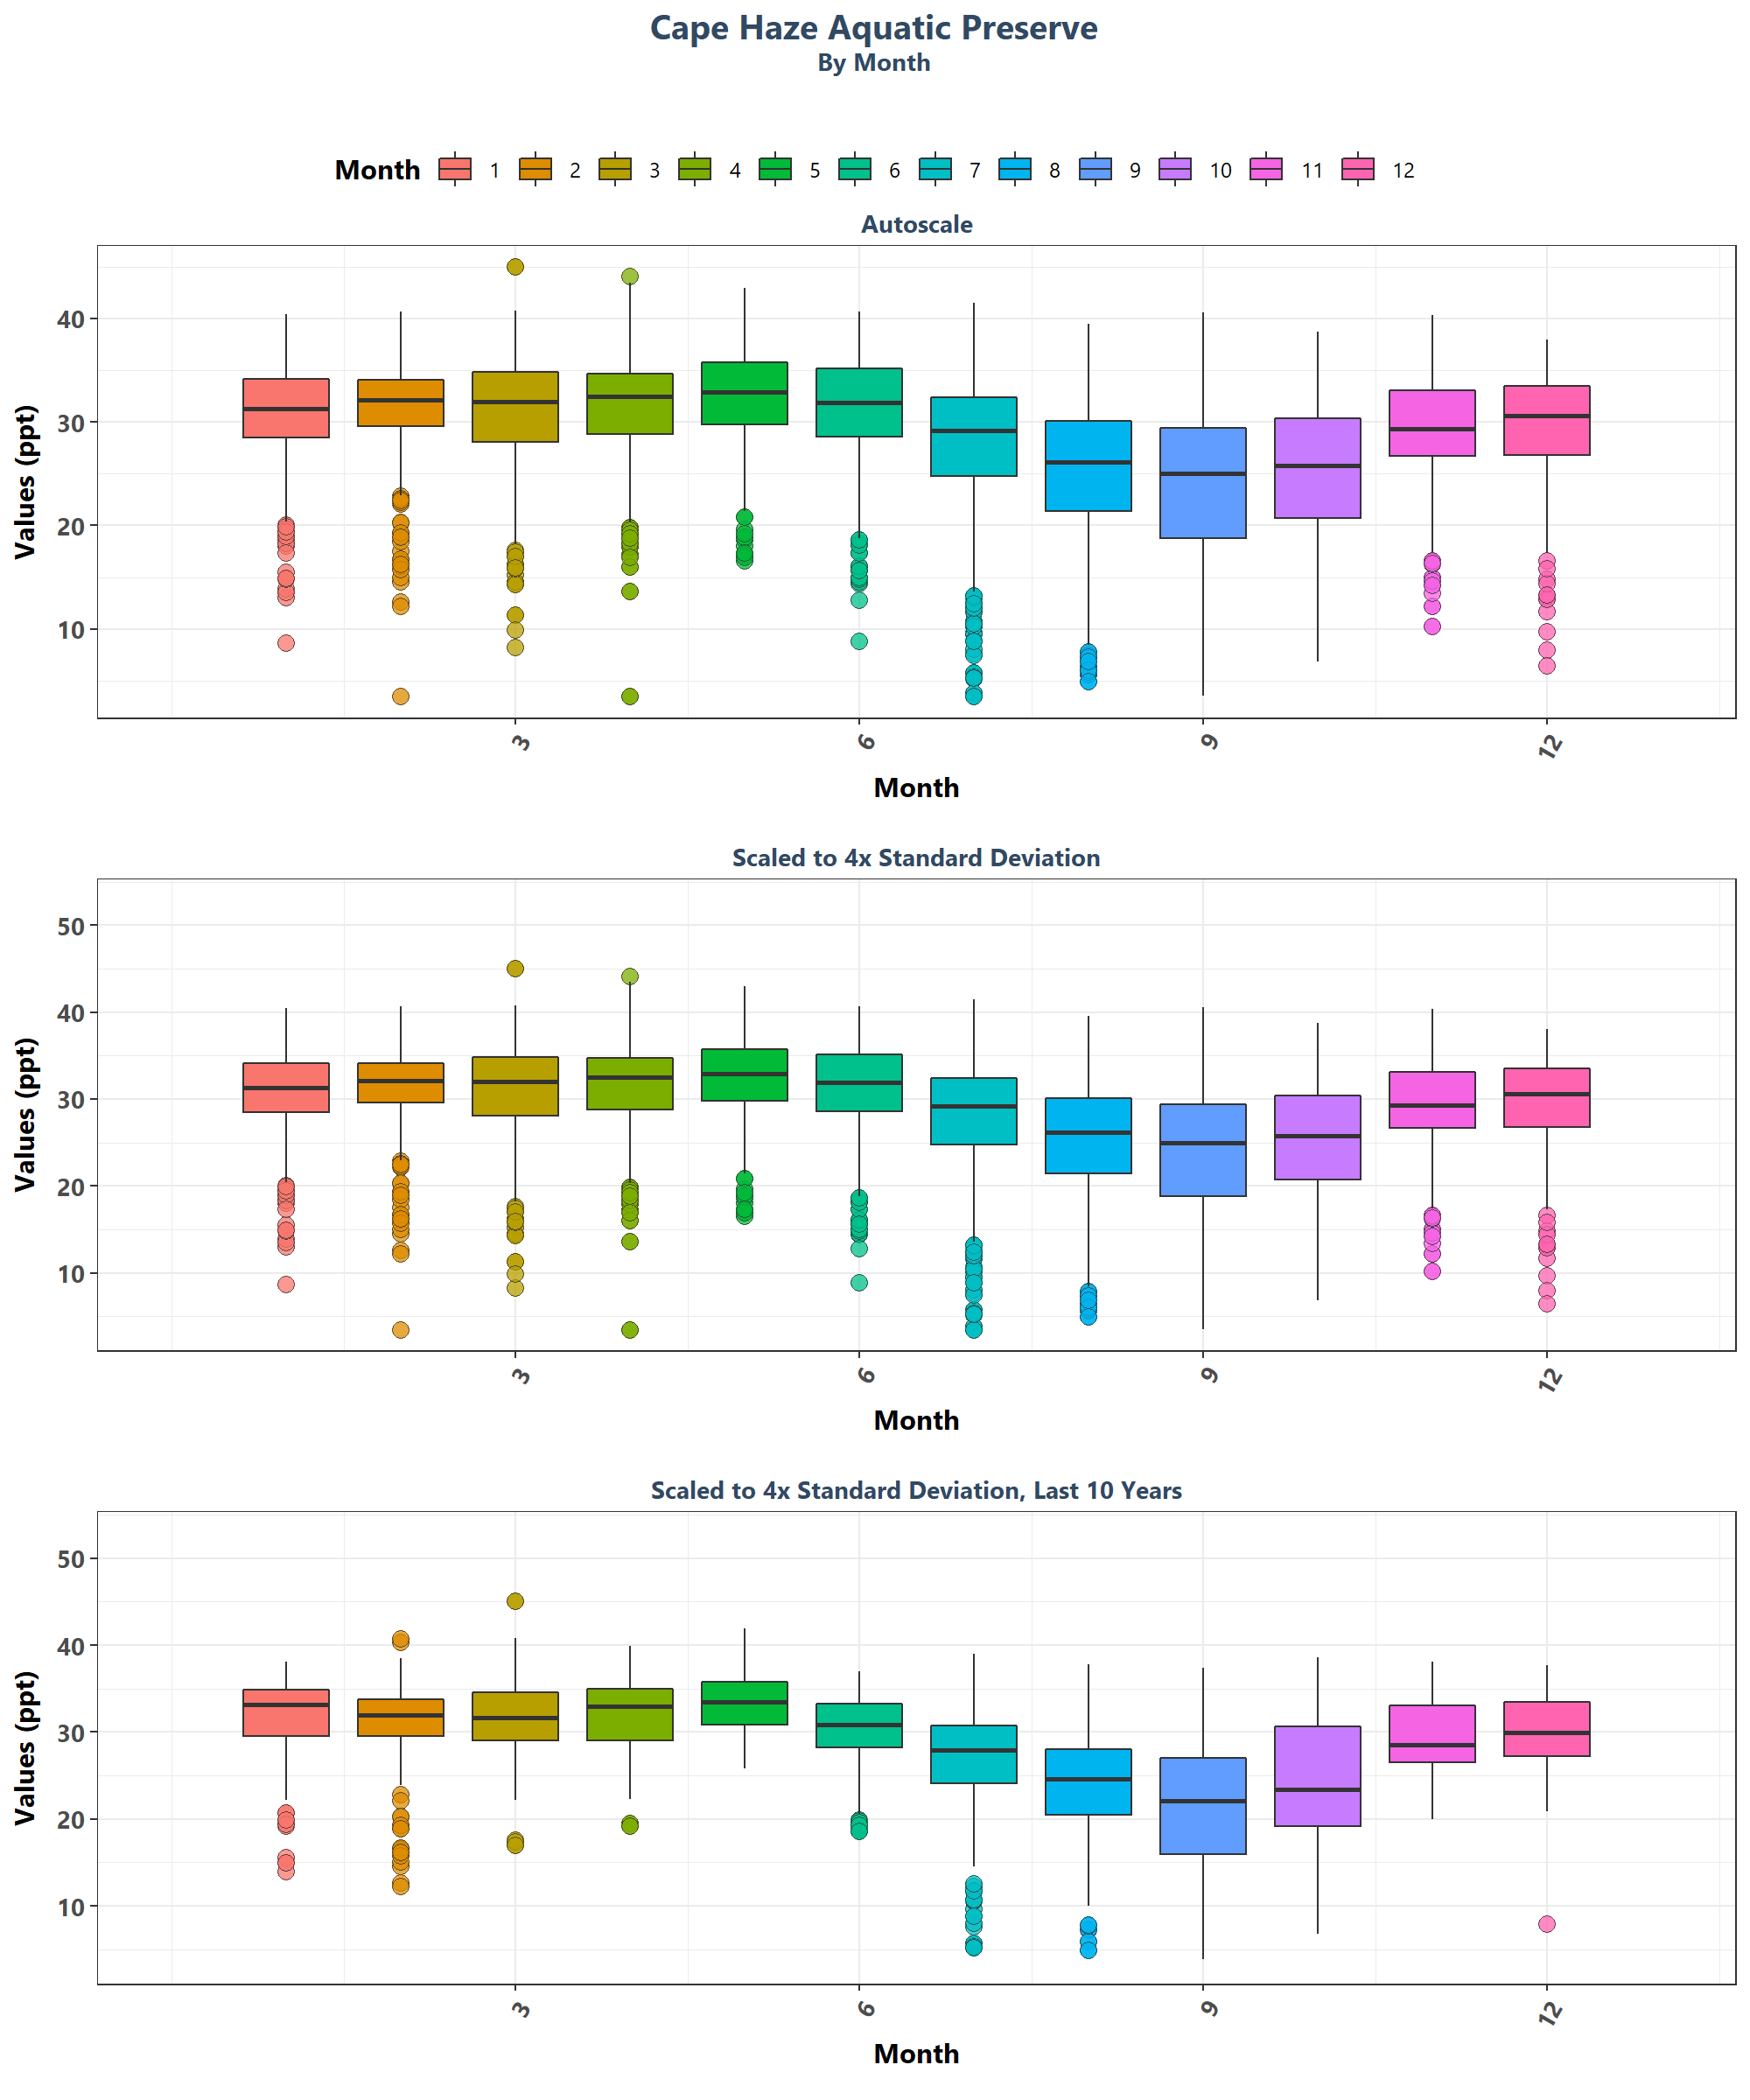 Cape Haze Aquatic Preserve
By Month
Month 1 2 3 4 5 6 7 8 9 10 11 12
Autoscale
Values (ppt)
40
30
20
10
3 6 9 12
Month
Scaled to 4x Standard Deviation
Values (ppt)
50
40
30
20
10
3 6 9 12
Month
Scaled to 4x Standard Deviation, Last 10 Years
Values (ppt)
50
40
30
20
10
3 6 9 12
Month